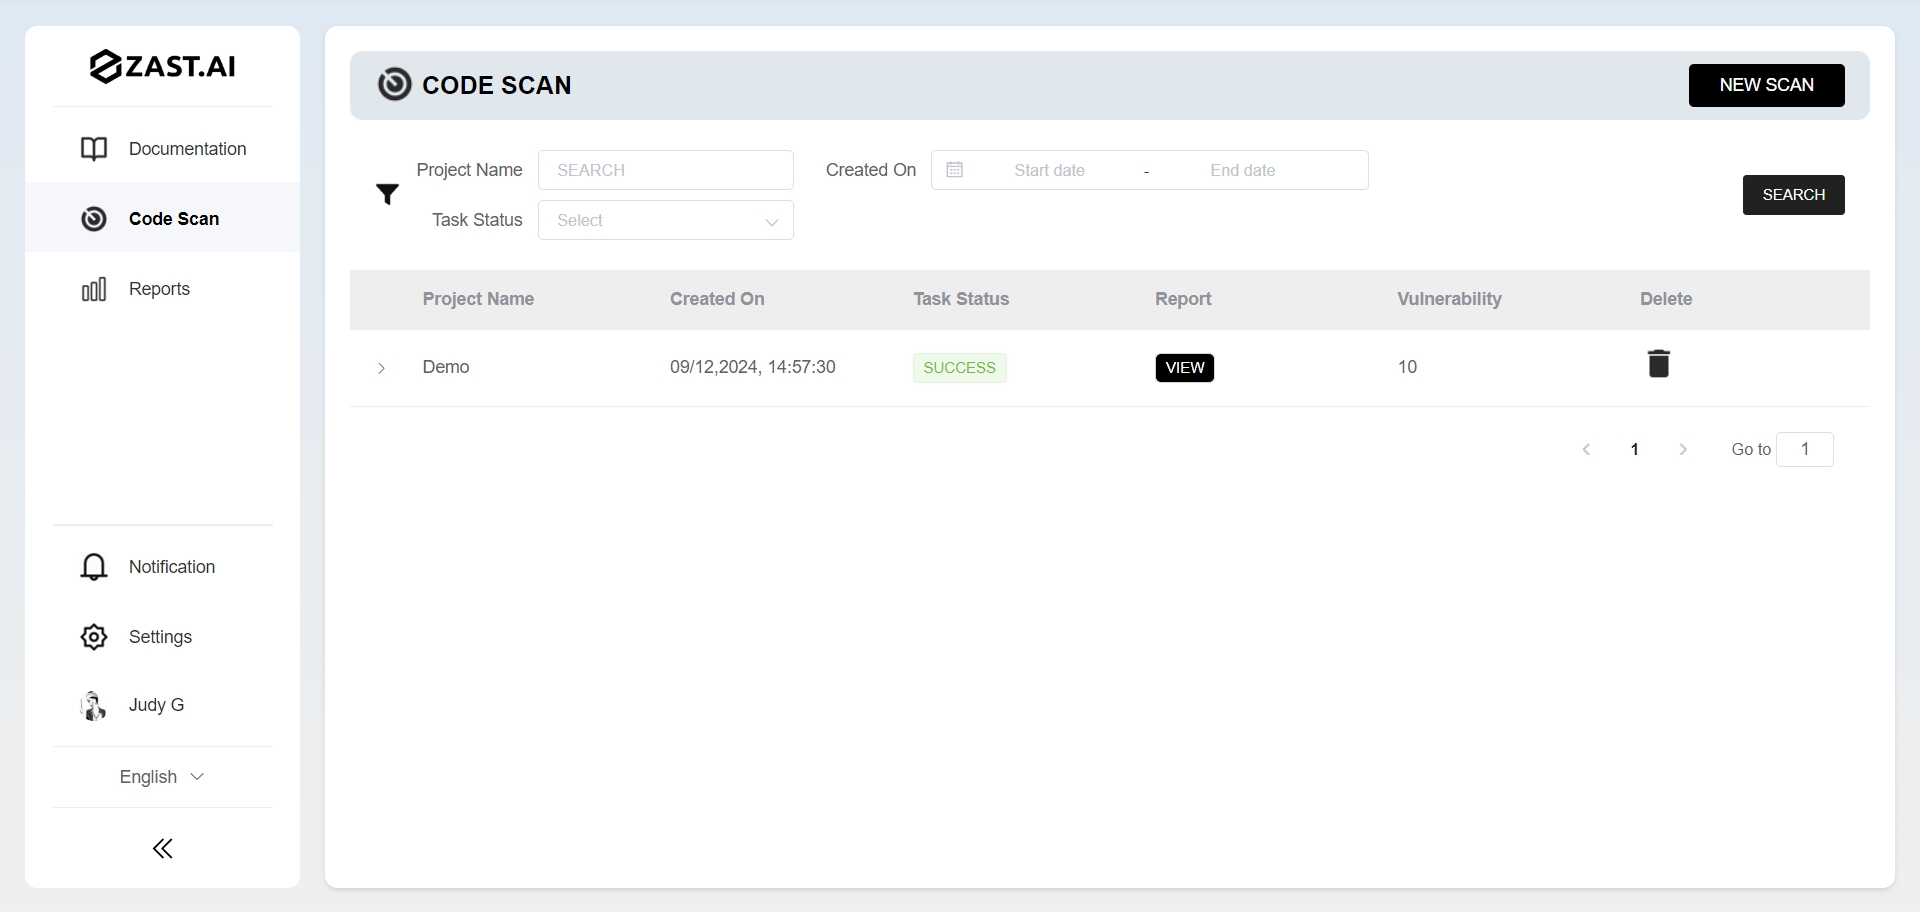 ZAST.AI
Documentation
Code Scan
Reports
Notification
Settings
Judy G
English
CODE SCAN
NEW SCAN
Project Name SEARCH Created On Start date - End date
Task Status Select
SEARCH
Project Name Created On Task Status Report Vulnerability Delete
Demo 09/12,2024, 14:57:30 SUCCESS VIEW 10
1 Go to 1